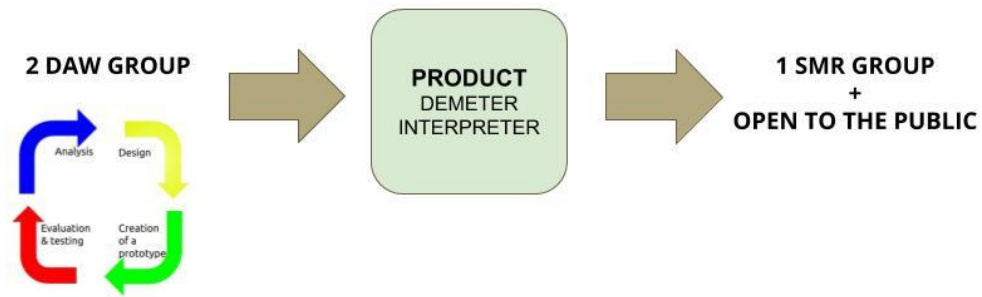 2 DAW GROUP
Analysis
Design
Evaluation
& testing
Creation
of a
prototype
PRODUCT
DEMETER
INTERPRETER
1 SMR GROUP
+
OPEN TO THE PUBLIC